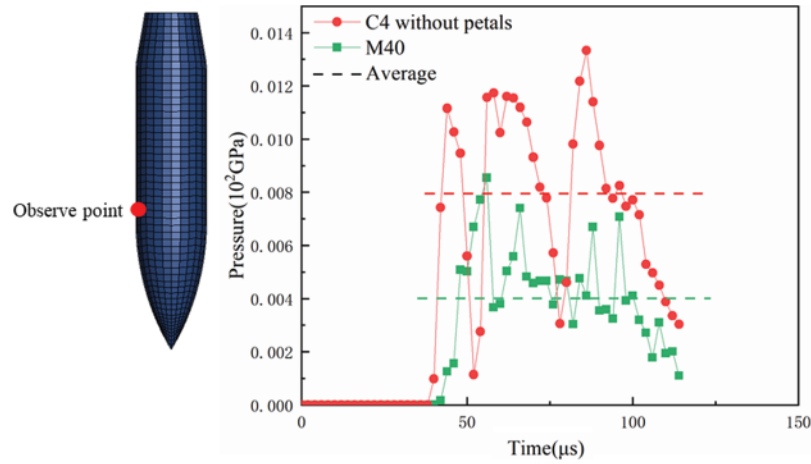 Observe point
Pressure(10²GPa)
0.014
0.012
0.010
0.008
0.006
0.004
0.002
0.000
C4 without petals
M40
Average
0
50
100
150
Time(μs)